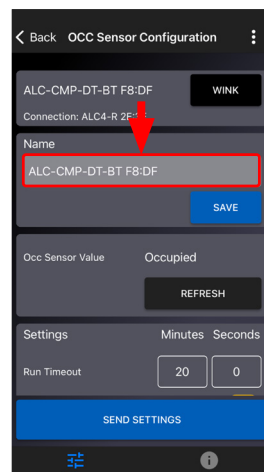 Back OCC Sensor Configuration
ALC-CMP-DT-BT F8:DF WINK
Connection: ALC4-R
Name
ALC-CMP-DT-BT F8:DF
SAVE
Occ Sensor Value Occupied
REFRESH
Settings Minutes Seconds
Run Timeout 20 0
SEND SETTINGS